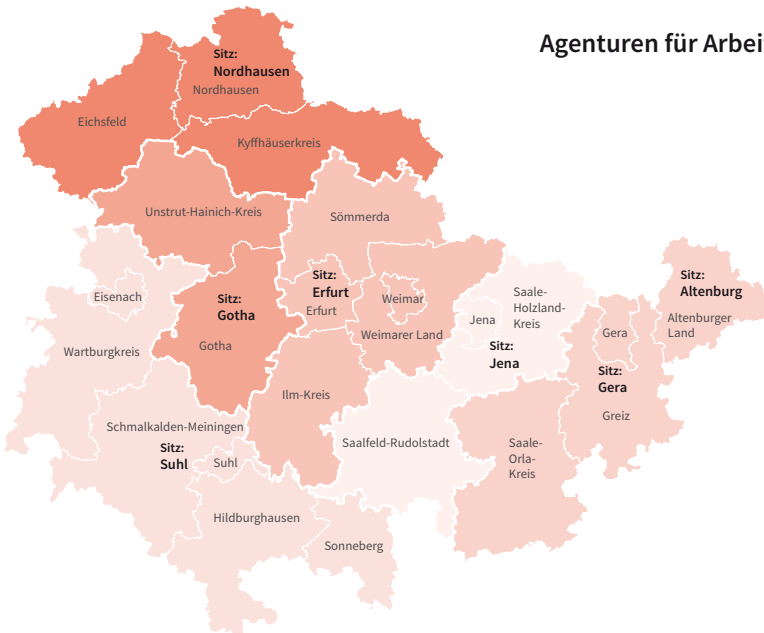 Agenturen für Arbei
Sitz:
Nordhausen
Nordhausen
Eichsfeld
Kyffhäuserkreis
Unstrut-Hainich-Kreis
Sömmerda
Eisenach
Sitz:
Gotha
Gotha
Sitz:
Erfurt
Erfurt
Weimar
Weimarer Land
Saale-
Holzland-
Kreis
Jena
Sitz:
Jena
Sitz:
Altenburg
Altenburger
Land
Gera
Sitz:
Gera
Greiz
Wartburgkreis
Ilm-Kreis
Schmalkalden-Meiningen
Sitz:
Suhl
Suhl
Saalfeld-Rudolstadt
Saale-
Orla-
Kreis
Hildburghausen
Sonneberg